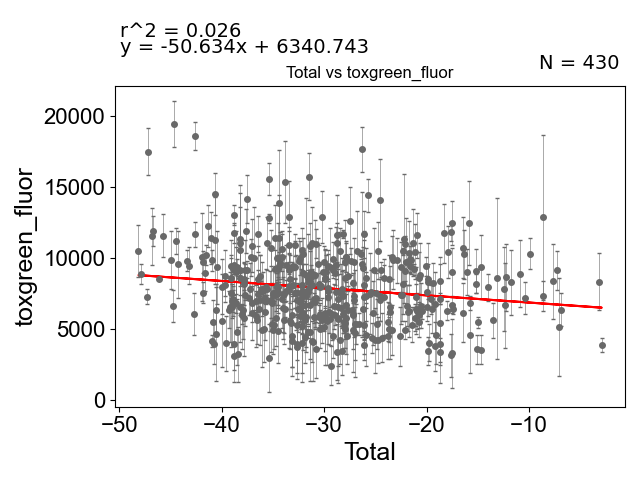 r^2 = 0.026
y = -50.634x + 6340.743
N = 430
Total vs toxgreen_fluor
toxgreen_fluor
20000
15000
10000
5000
0
−50
−40
−30
−20
−10
Total